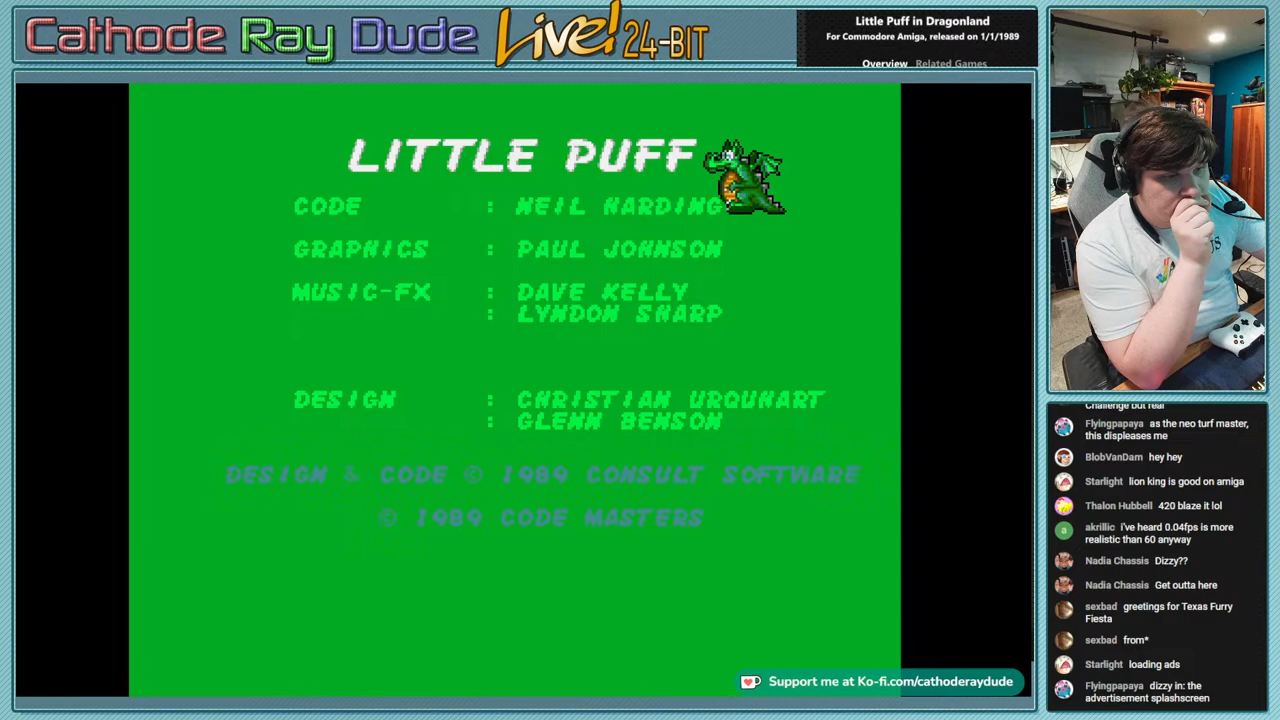 Cathode Ray Dude Live! 24-BIT
Little Puff in Dragonland
For Commodore Amiga, released on 1/1/1989
Overview Related Games
LITTLE PUFF
CODE : NEIL HARDING
GRAPHICS : PAUL JOHNSON
MUSIC-FX : DAVE KELLY
: LYNDON SHARP
DESIGN : CHRISTIAN URQUHART
: GLENN BENSON
DESIGN & CODE © 1989 CONSULT SOFTWARE
© 1989 CODE MASTERS
Support me at Ko-fi.com/cathoderaydude
Challenge but real
Flyingpapaya as the neo turf master,
this displeases me
BlobVanDam hey hey
Starlight lion king is good on amiga
Thalon Hubbell 420 blaze it lol
a akrillic i've heard 0.04fps is more
realistic than 60 anyway
Nadia Chassis Dizzy??
Nadia Chassis Get outta here
sexbad greetings for Texas Furry
Fiesta
sexbad from*
Starlight loading ads
Flyingpapaya dizzy in: the
advertisement splashscreen